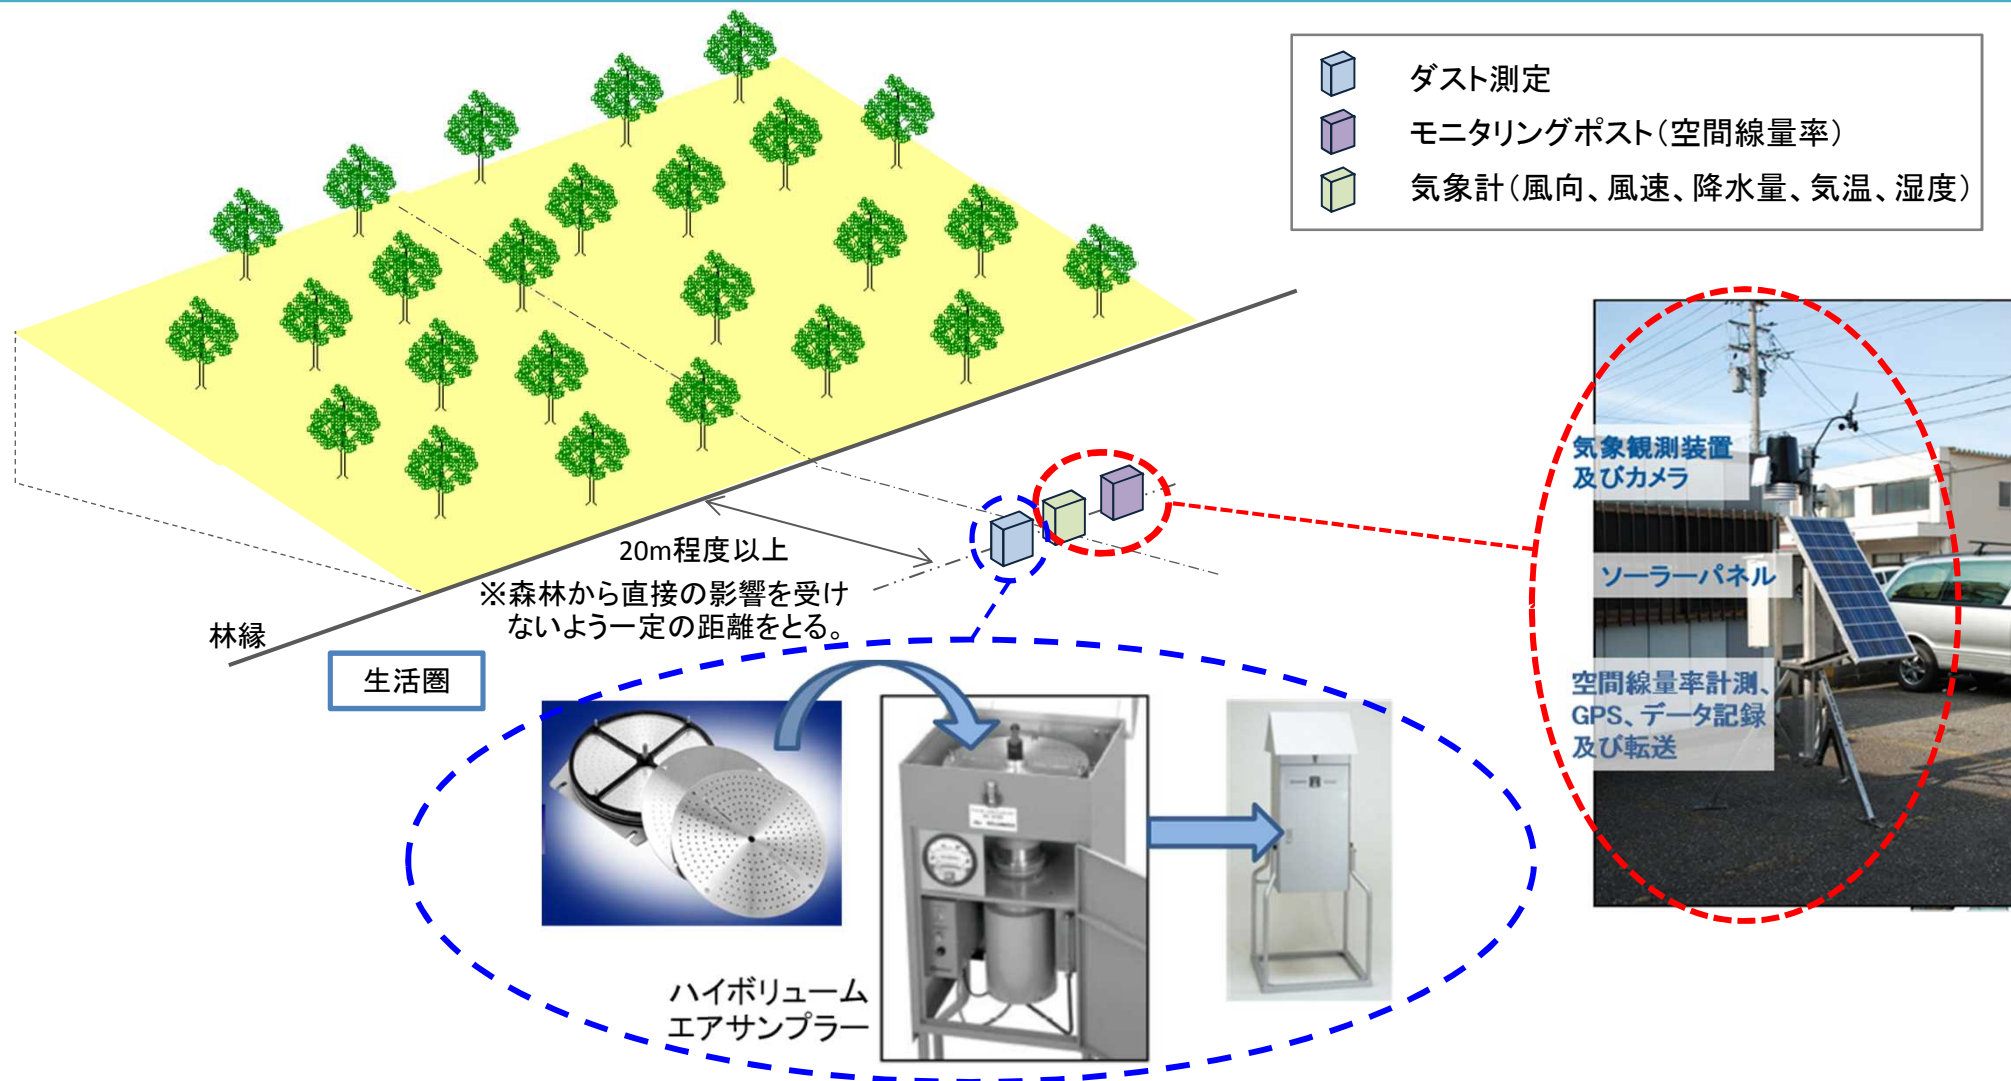 ダスト測定
モニタリングポスト(空間線量率)
気象計(風向、風速、降水量、気温、湿度)
気象観測装置
及びカメラ
ソーラーパネル
空間線量率計測、
GPS、データ記録
及び転送
20m程度以上
※森林から直接の影響を受け
ないよう一定の距離をとる。
林縁
生活圏
ハイボリューム
エアサンプラー